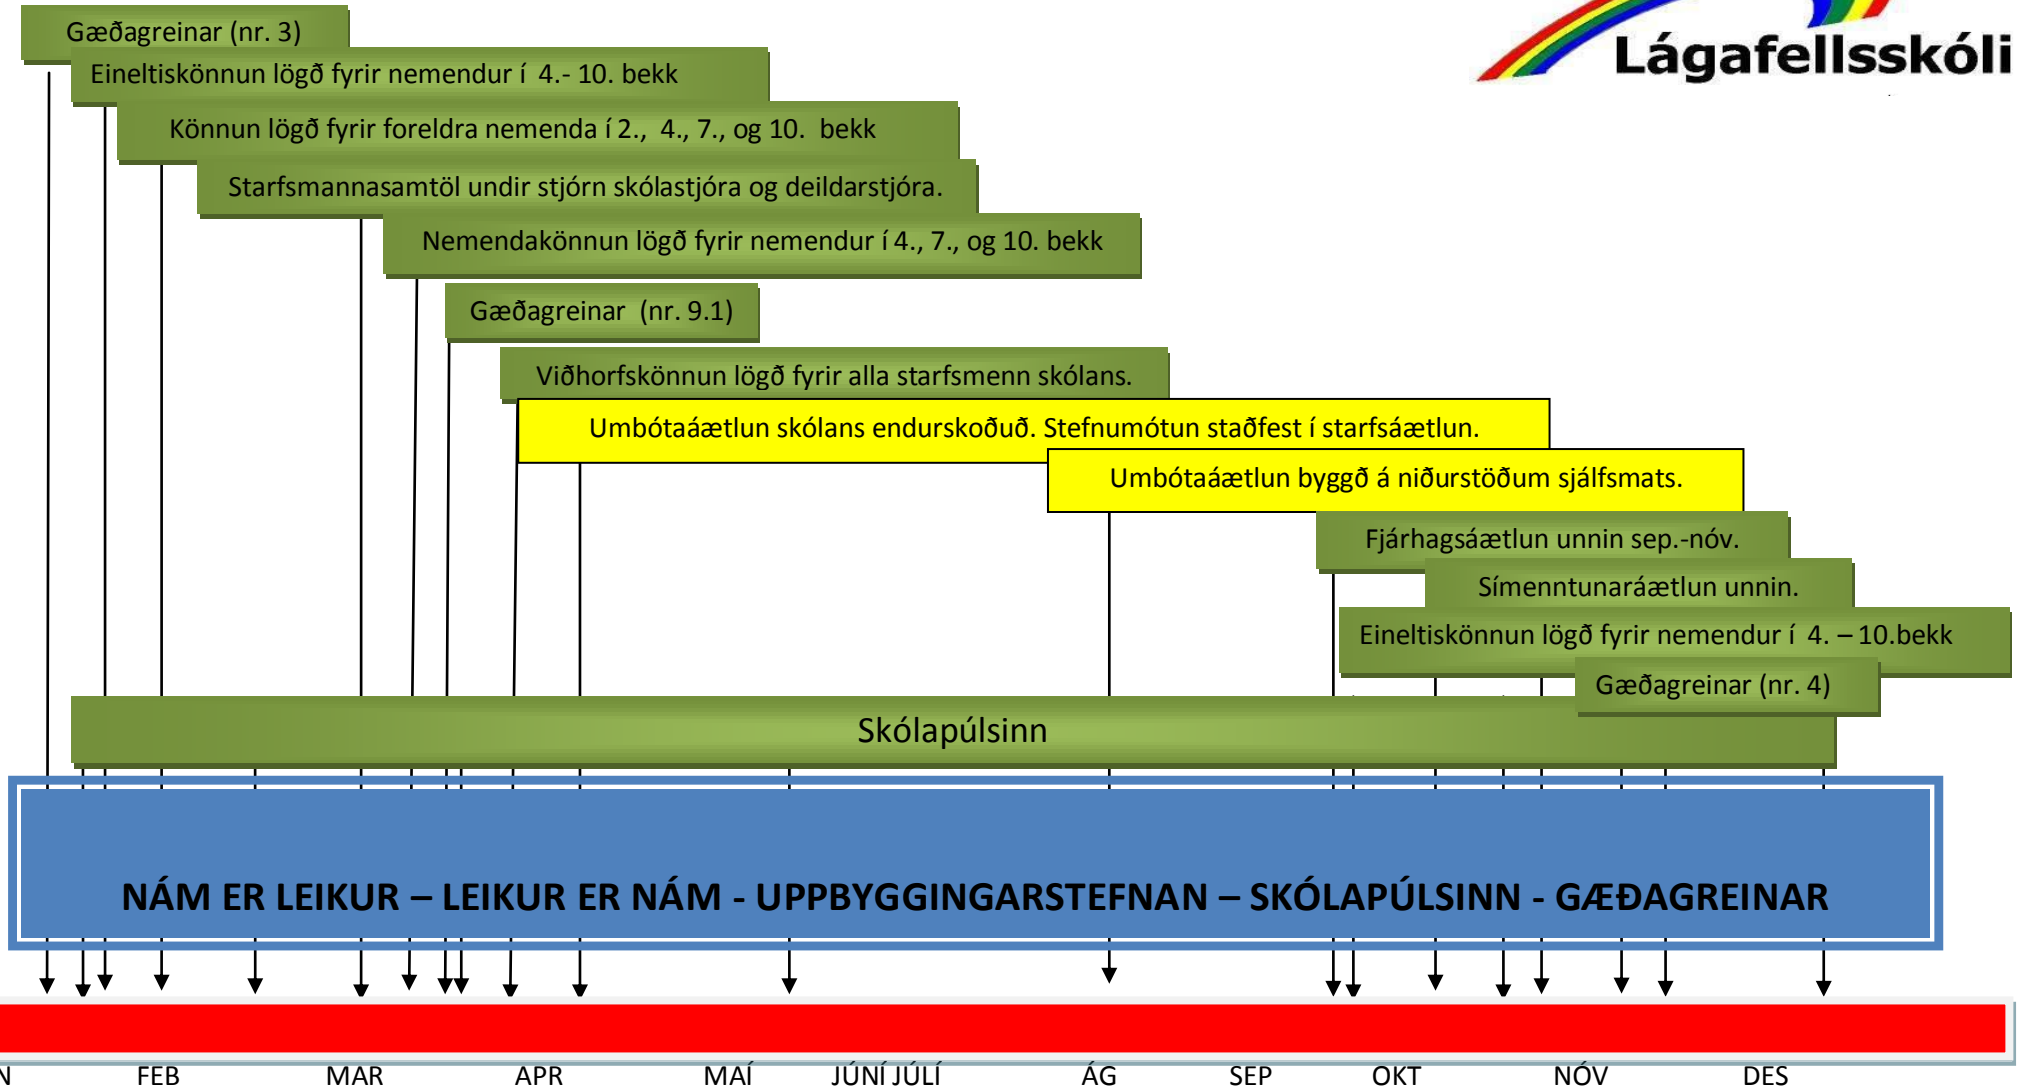 Gæðagreinar (nr. 3)
Lágafellsskóli
Eineltiskönnun lögð fyrir nemendur í 4.- 10. bekk
Könnun lögð fyrir foreldra nemenda í 2., 4., 7., og 10. bekk
Starfsmannasamtöl undir stjórn skólastjóra og deildarstjóra.
Nemendakönnun lögð fyrir nemendur í 4., 7., og 10. bekk
Gæðagreinar (nr. 9.1)
Viðhorfskönnun lögð fyrir alla starfsmenn skólans.
Umbótaáætlun skólans endurskoðuð. Stefnumótun staðfest í starfsáætlun.
Umbótaáætlun byggð á niðurstöðum sjálfsmats.
Fjárhagsáætlun unnin sep.-nóv.
Símenntunaráætlun unnin.
Eineltiskönnun lögð fyrir nemendur í 4. – 10.bekk
Gæðagreinar (nr. 4)
Skólapúlsinn
NÁM ER LEIKUR – LEIKUR ER NÁM - UPPBYGGINGARSTEFNAN – SKÓLAPÚLSINN - GÆÐAGREINAR
N FEB MAR APR MAÍ JÚNÍ JÚLÍ ÁG SEP OKT NÓV DES